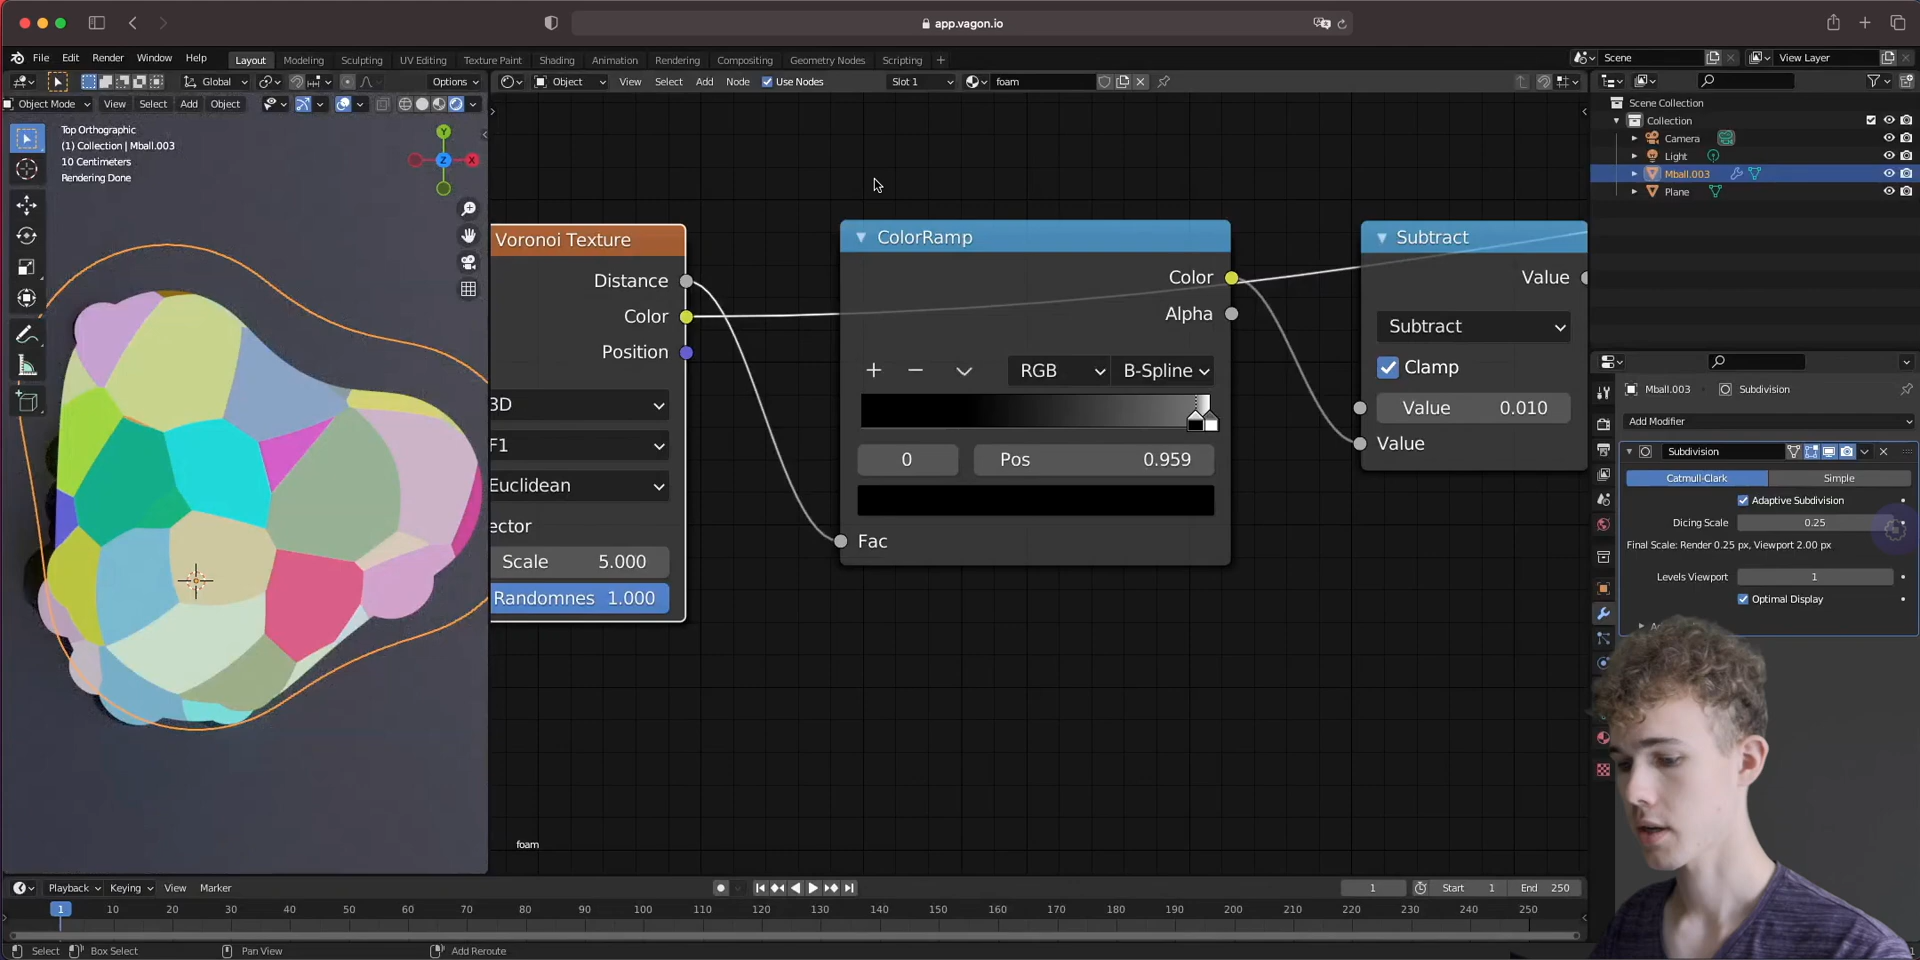 app.vagon.io
File Edit Render Window Help Layout Modeling Sculpting UV Editing Texture Paint Shading Animation Rendering Compositing Geometry Nodes Scripting + Scene View Layer
Global Options Object View Select Add Node Use Nodes Slot 1 foam
Object Mode View Select Add Object
Top Orthographic
(1) Collection | Mball.003
10 Centimeters
Rendering Done
Y
Z
X
Scene Collection
Collection
Camera
Light
Mball.003
Plane
Voronoi Texture
Distance
Color
Position
3D
F1
Euclidean
ector
Scale 5.000
Randomnes 1.000
ColorRamp
Color
Alpha
RGB B-Spline
0 Pos 0.959
Fac
Subtract
Value
Subtract
Clamp
Value 0.010
Value
foam
Mball.003 Subdivision
Add Modifier
Subdivision
Catmull-Clark Simple
Adaptive Subdivision
Dicing Scale 0.25
Final Scale: Render 0.25 px, Viewport 2.00 px
Levels Viewport 1
Optimal Display
Playback Keying View Marker 1 Start 1 End 250
1 10 20 30 40 50 60 70 80 90 100 110 120 130 140 150 160 170 180 190 200 210 220 230 240 250
Select Box Select Pan View Add Reroute